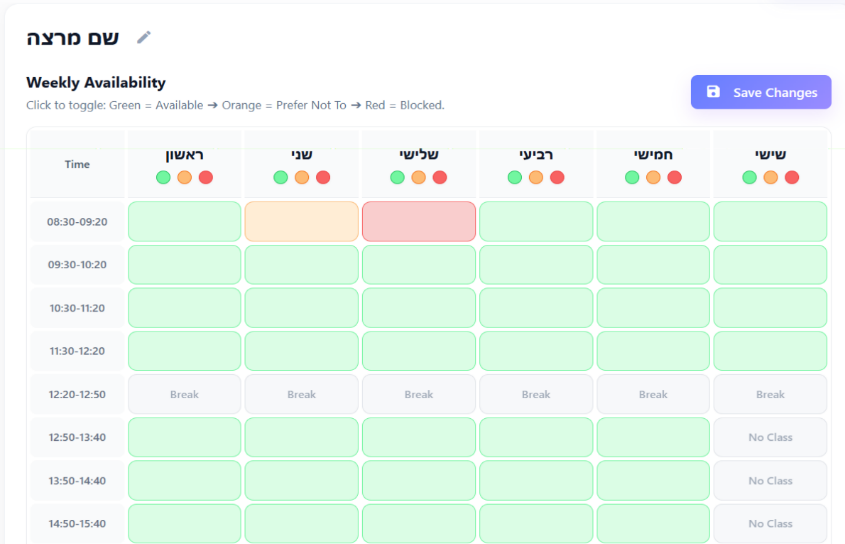 שם מרצה
Weekly Availability
Click to toggle: Green = Available ➔ Orange = Prefer Not To ➔ Red = Blocked.
Save Changes
Time ראשון שני שלישי רביעי חמישי שישי
08:30-09:20
09:30-10:20
10:30-11:20
11:30-12:20
12:20-12:50 Break Break Break Break Break Break
12:50-13:40 No Class
13:50-14:40 No Class
14:50-15:40 No Class